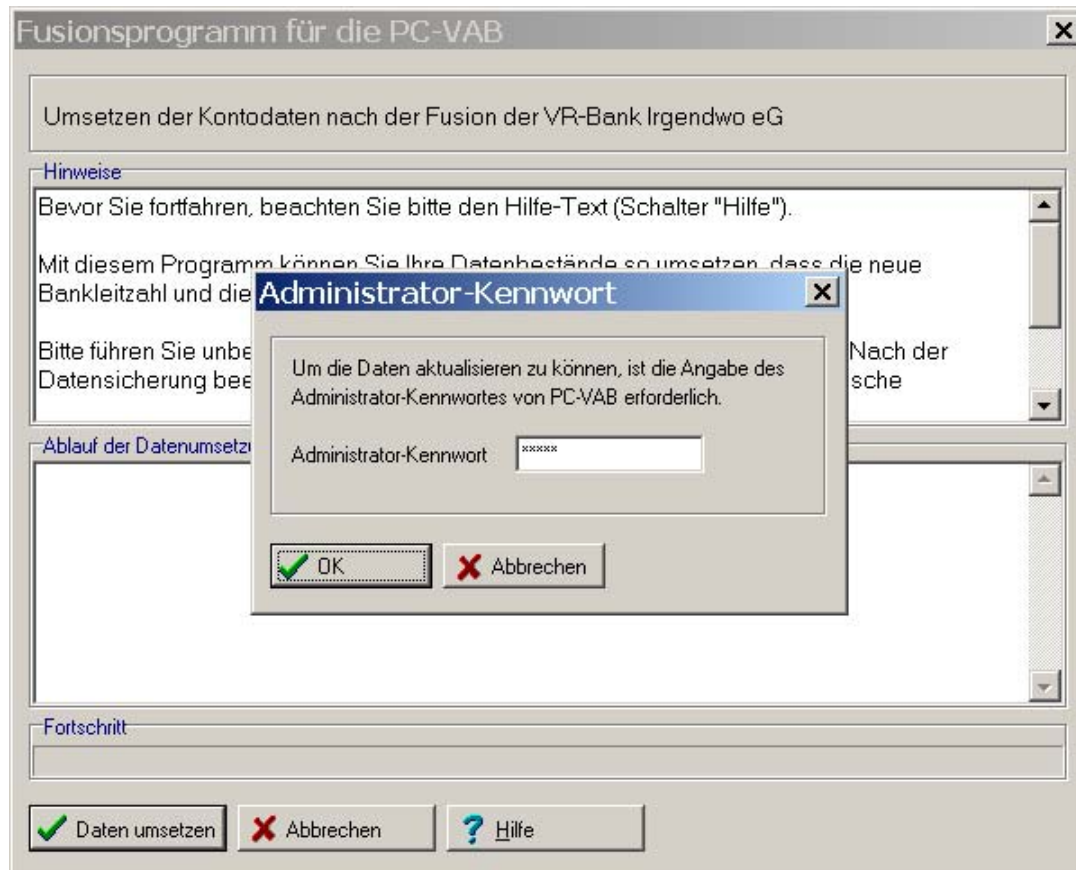 Fusionsprogramm für die PC-VAB
Umsetzen der Kontodaten nach der Fusion der VR-Bank Irgendwo eG
Hinweise
Bevor Sie fortfahren, beachten Sie bitte den Hilfe-Text (Schalter "Hilfe").
Mit diesem Programm können Sie Ihre Datenbestände so umsetzen, dass die neue
Bankleitzahl und die
Bitte führen Sie unbe Nach der
Datensicherung bee sche
Administrator-Kennwort
Um die Daten aktualisieren zu können, ist die Angabe des
Administrator-Kennwortes von PC-VAB erforderlich.
Administrator-Kennwort *****
OK Abbrechen
Ablauf der Datenumsetzu
Fortschritt
Daten umsetzen Abbrechen ? Hilfe